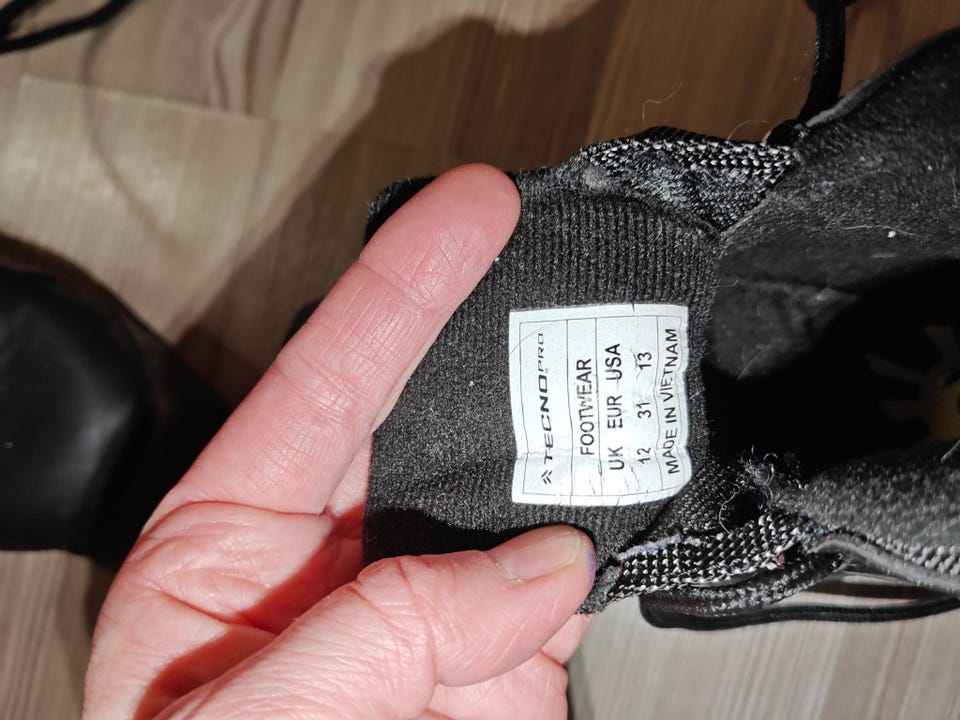 TECNOPRO
FOOTWEAR
UK EUR USA
12 31 13
MADE IN VIETNAM